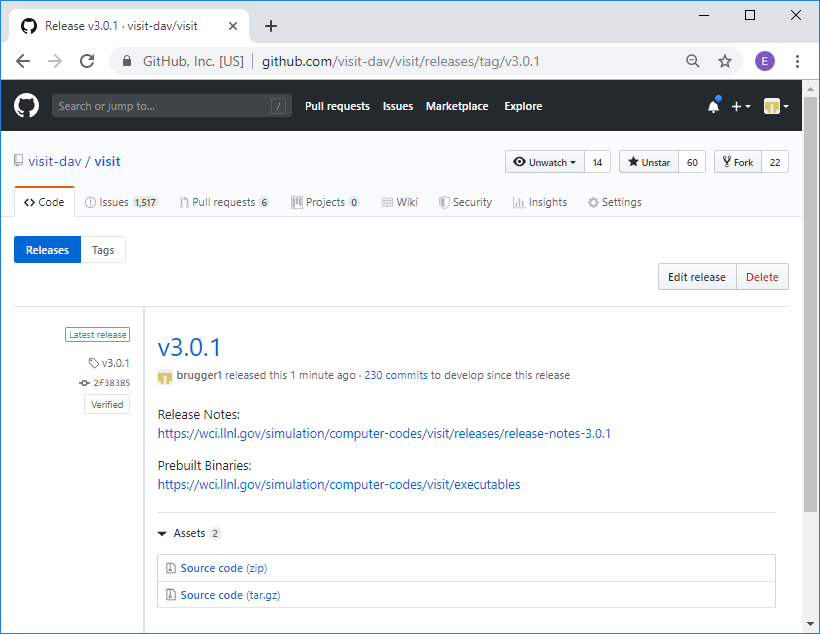 Release v3.0.1 · visit-dav/visit
GitHub, Inc. [US] github.com/visit-dav/visit/releases/tag/v3.0.1 E
Search or jump to... / Pull requests Issues Marketplace Explore
visit-dav / visit Unwatch 14 Unstar 60 Fork 22
<> Code Issues 1,517 Pull requests 6 Projects 0 Wiki Security Insights Settings
Releases Tags
Edit release Delete
Latest release
v3.0.1
2f38385
Verified
v3.0.1
brugger1 released this 1 minute ago · 230 commits to develop since this release
Release Notes:
https://wci.llnl.gov/simulation/computer-codes/visit/releases/release-notes-3.0.1
Prebuilt Binaries:
https://wci.llnl.gov/simulation/computer-codes/visit/executables
Assets 2
Source code (zip)
Source code (tar.gz)